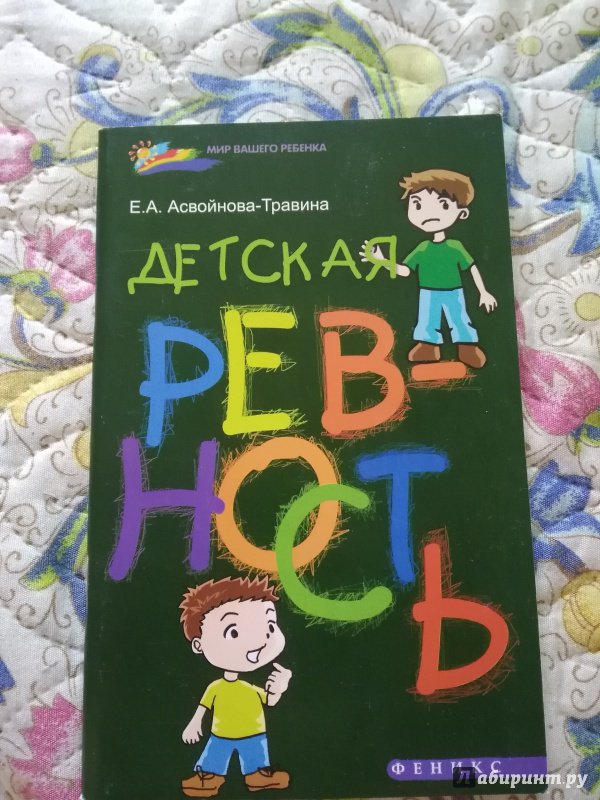 МИР ВАШЕГО РЕБЕНКА
Е.А. Асвойнова-Травина
ДЕТСКАЯ
РЕВ-
НОСТЬ
ФЕНИКС
Лабиринт.ру